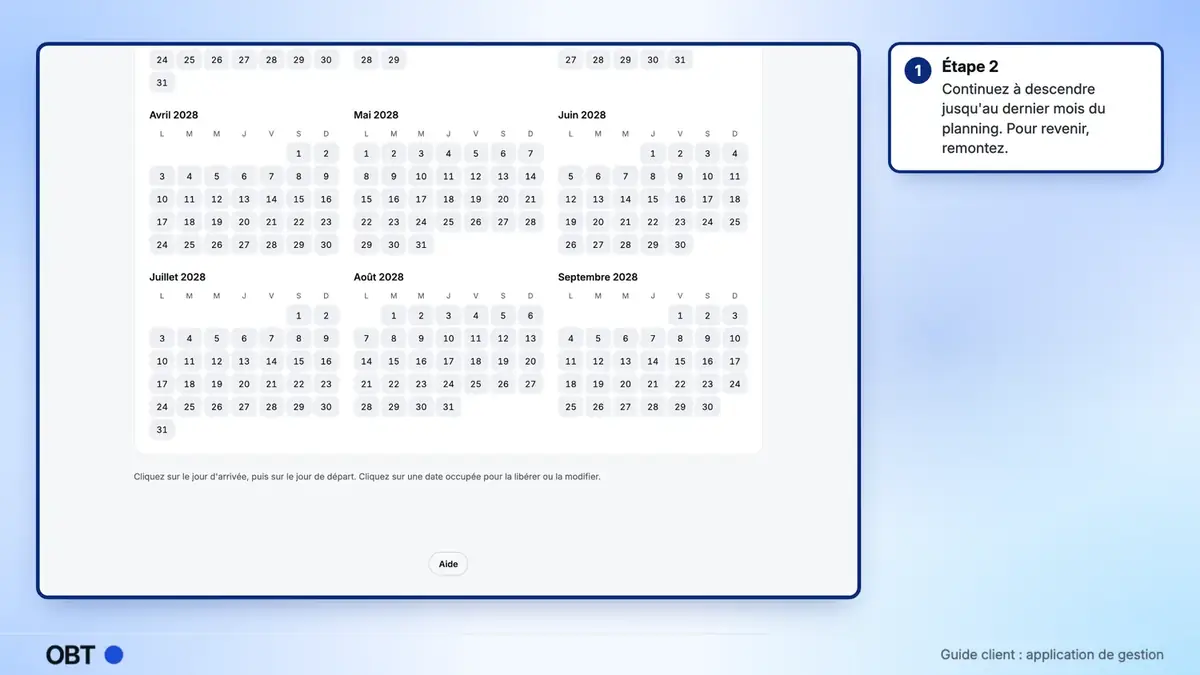 24 25 26 27 28 29 30
28 29
27 28 29 30 31
31
Avril 2028
L M M J V S D
1 2
3 4 5 6 7 8 9
10 11 12 13 14 15 16
17 18 19 20 21 22 23
24 25 26 27 28 29 30
Mai 2028
L M M J V S D
1 2 3 4 5 6 7
8 9 10 11 12 13 14
15 16 17 18 19 20 21
22 23 24 25 26 27 28
29 30 31
Juin 2028
L M M J V S D
1 2 3 4
5 6 7 8 9 10 11
12 13 14 15 16 17 18
19 20 21 22 23 24 25
26 27 28 29 30
Juillet 2028
L M M J V S D
1 2
3 4 5 6 7 8 9
10 11 12 13 14 15 16
17 18 19 20 21 22 23
24 25 26 27 28 29 30
31
Août 2028
L M M J V S D
1 2 3 4 5 6
7 8 9 10 11 12 13
14 15 16 17 18 19 20
21 22 23 24 25 26 27
28 29 30 31
Septembre 2028
L M M J V S D
1 2 3
4 5 6 7 8 9 10
11 12 13 14 15 16 17
18 19 20 21 22 23 24
25 26 27 28 29 30
Cliquez sur le jour d'arrivée, puis sur le jour de départ. Cliquez sur une date occupée pour la libérer ou la modifier.
Aide
1 Étape 2
Continuez à descendre
jusqu'au dernier mois du
planning. Pour revenir,
remontez.
OBT
Guide client : application de gestion